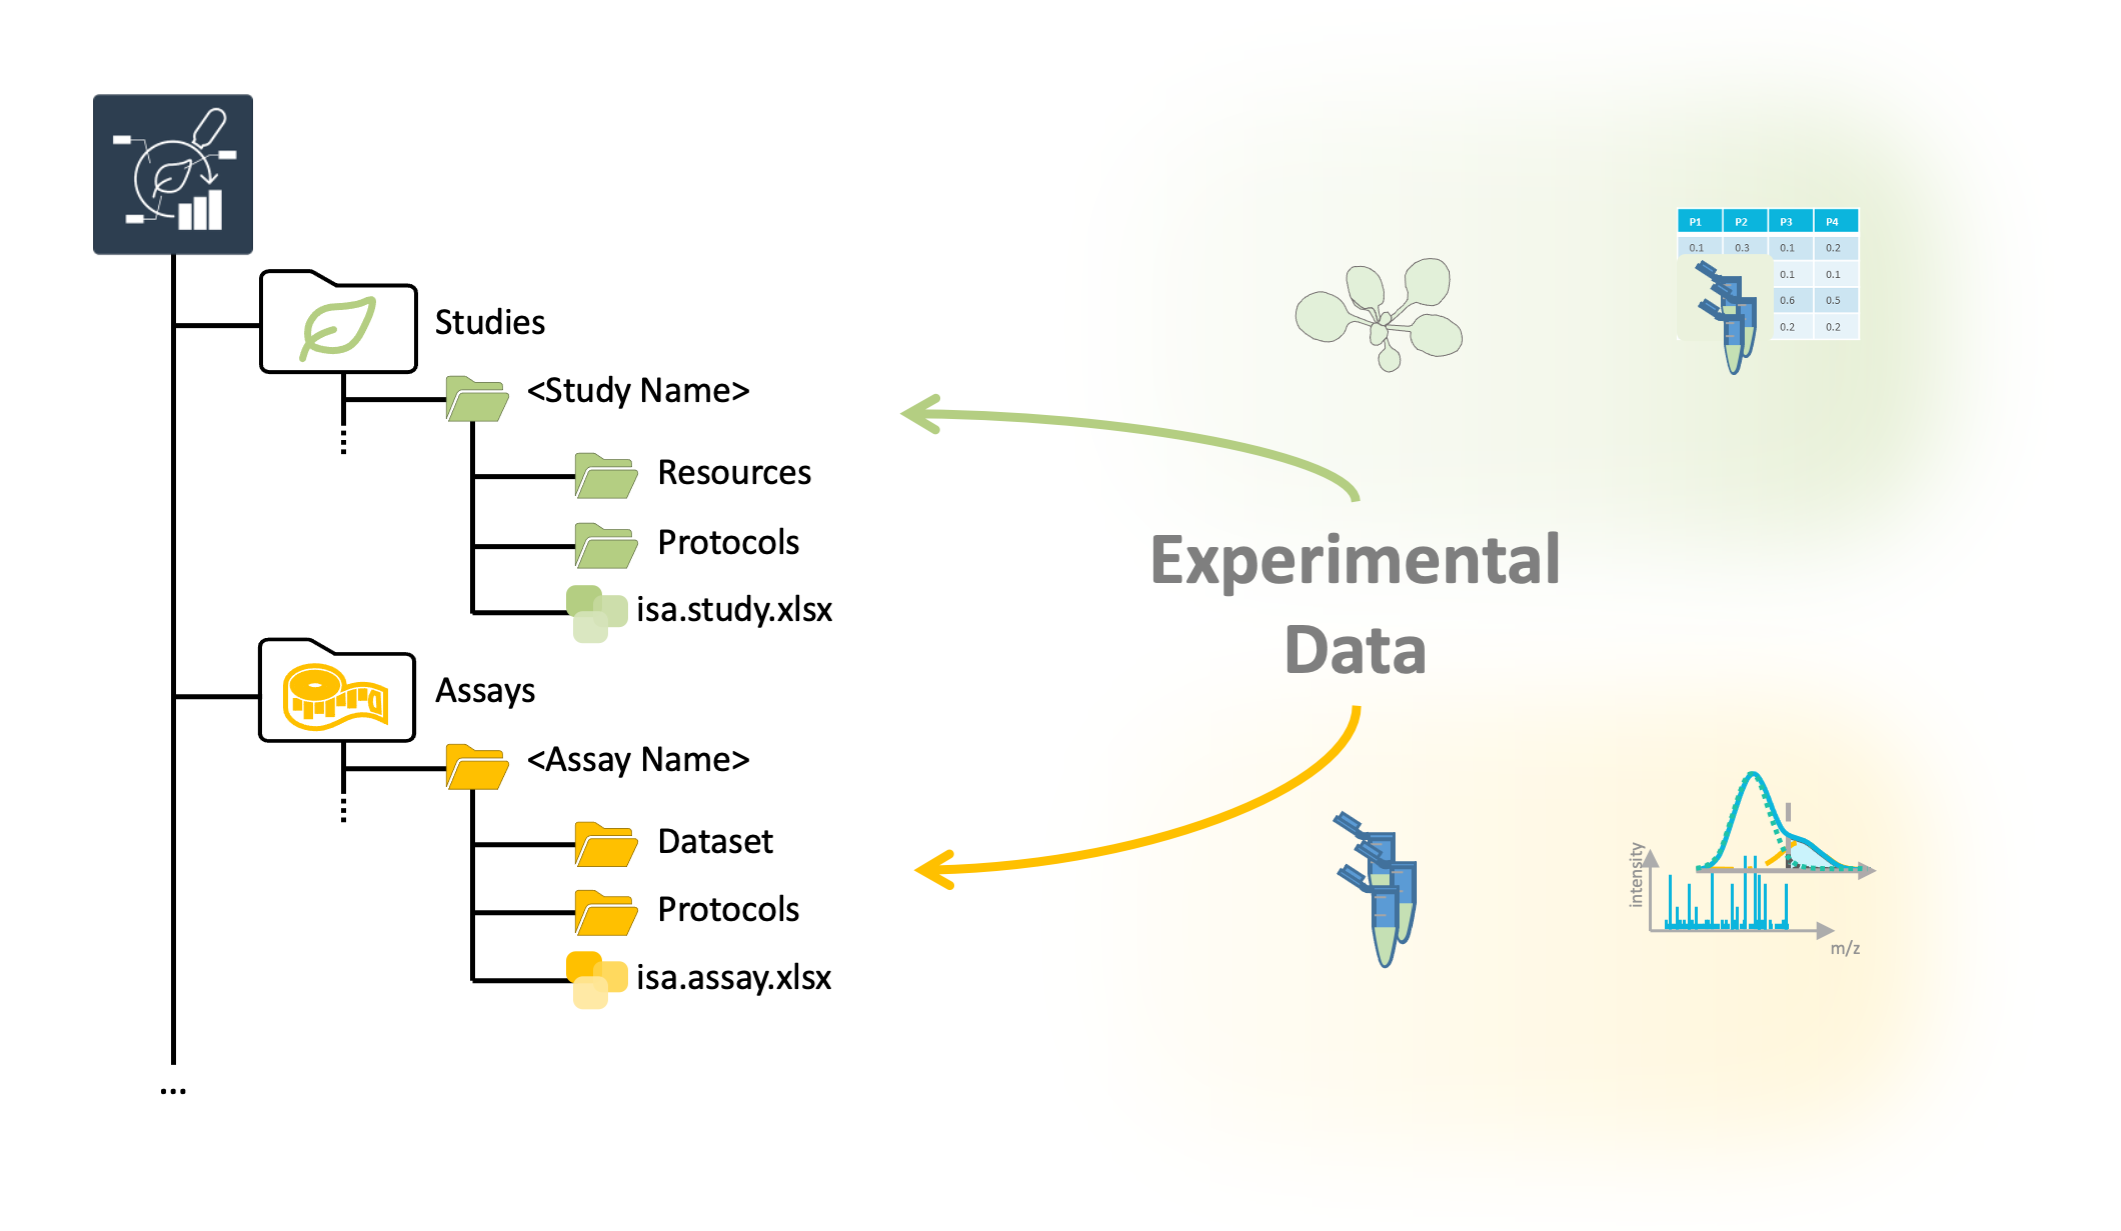 Studies
<Study Name>
Resources
Protocols
isa.study.xlsx
Assays
<Assay Name>
Dataset
Protocols
isa.assay.xlsx
...
Experimental
Data
P1 P2 P3 P4
0.1 0.3 0.1 0.2
0.1 0.1
0.6 0.5
0.2 0.2
intensity
m/z